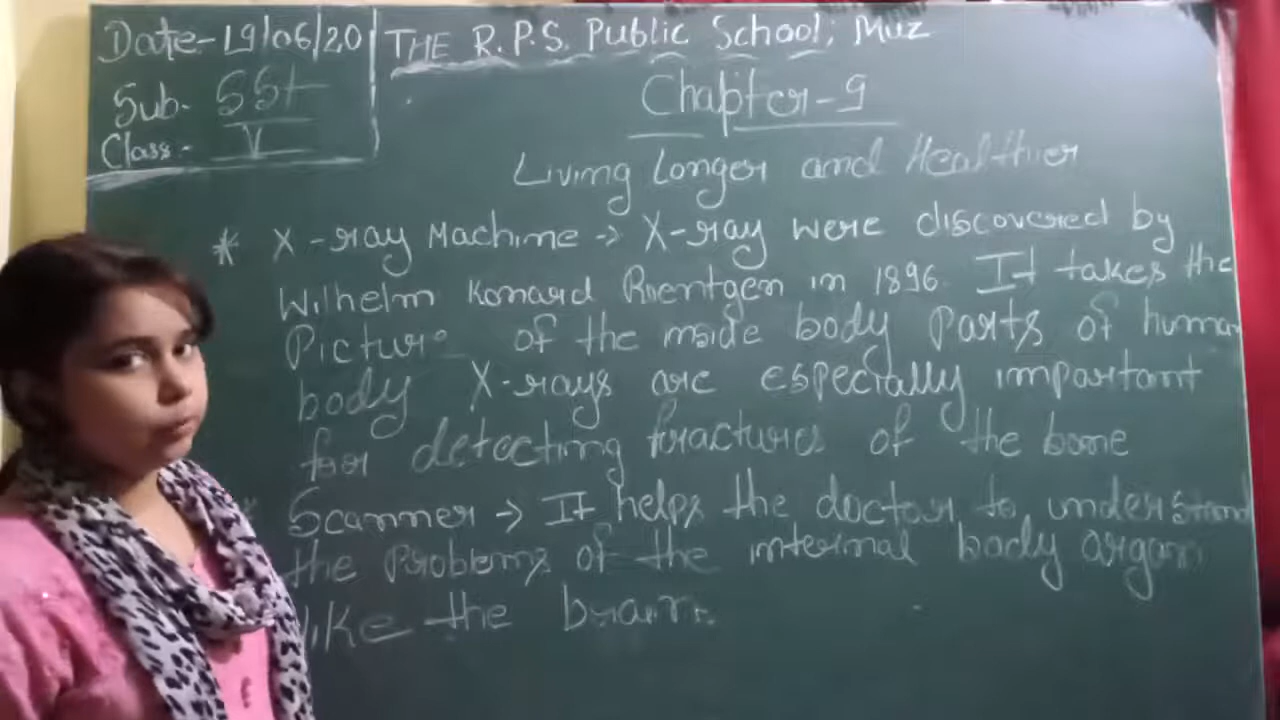 Date-19/06/20
Sub- SSt
Class:- V
THE R.P.S. Public School, Muz
Chapter-9
Living Longer and Healthier
* X-ray Machine → X-ray were discovered by
Wilhelm Konard Roentgen in 1896. It takes the
Picture of the inside body parts of human
body X-rays are especially important
for detecting fractures of the bone
* Scanner → It helps the doctor to understand
the Problems of the internal body organ
like the brain.